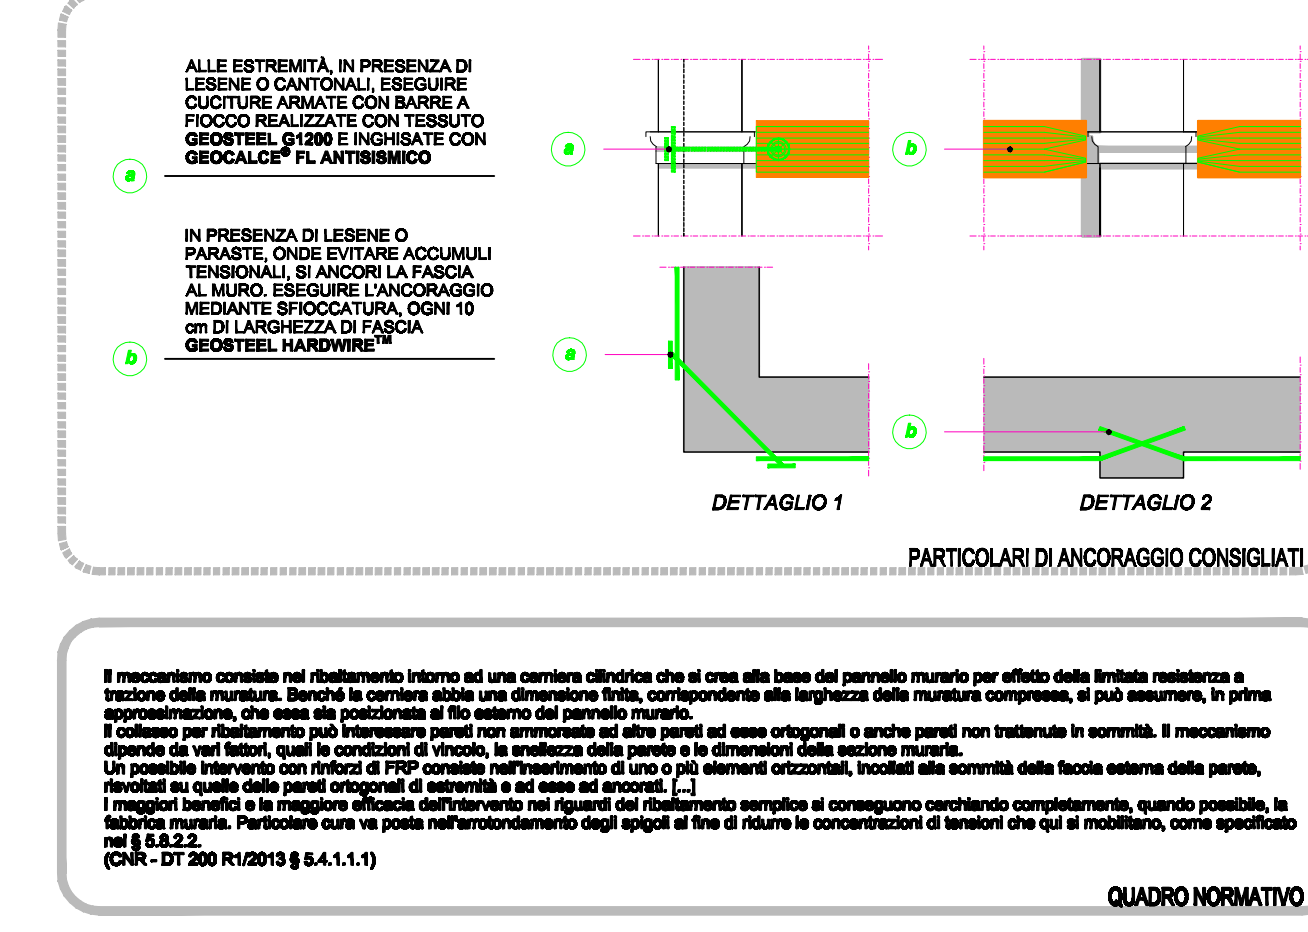 ALLE ESTREMITÀ, IN PRESENZA DI
LESENE O CANTONALI, ESEGUIRE
CUCITURE ARMATE CON BARRE A
FIOCCO REALIZZATE CON TESSUTO
GEOSTEEL G1200 E INGHISATE CON
GEOCALCE® FL ANTISISMICO
a
IN PRESENZA DI LESENE O
PARASTE, ONDE EVITARE ACCUMULI
TENSIONALI, SI ANCORI LA FASCIA
AL MURO. ESEGUIRE L'ANCORAGGIO
MEDIANTE SFIOCCATURA, OGNI 10
cm DI LARGHEZZA DI FASCIA
GEOSTEEL HARDWIRE™
b
a
b
a
b
DETTAGLIO 1
DETTAGLIO 2
PARTICOLARI DI ANCORAGGIO CONSIGLIATI
Il meccanismo consiste nel ribaltamento intorno ad una cerniera cilindrica che si crea alla base del pannello murario per effetto della limitata resistenza a
trazione della muratura. Benché la cerniera abbia una dimensione finita, corrispondente alla larghezza della muratura compressa, si può assumere, in prima
approssimazione, che essa sia posizionata al filo esterno del pannello murario.
Il collasso per ribaltamento può interessare pareti non ammorsate ad altre pareti ad esse ortogonali o anche pareti non trattenute in sommità. Il meccanismo
dipende da vari fattori, quali le condizioni di vincolo, la snellezza della parete e le dimensioni della sezione muraria.
Un possibile intervento con rinforzi di FRP consiste nell'inserimento di uno o più elementi orizzontali, incollati alla sommità della faccia esterna della parete,
risvoltati su quelle delle pareti ortogonali di estremità e ad esse ad ancorati. [...]
I maggiori benefici e la maggiore efficacia dell'intervento nei riguardi del ribaltamento semplice si conseguono cerchiando completamente, quando possibile, la
fabbrica muraria. Particolare cura va posta nell'arrotondamento degli spigoli al fine di ridurre le concentrazioni di tensioni che qui si mobilitano, come specificato
nel § 5.8.2.2.
(CNR - DT 200 R1/2013 § 5.4.1.1.1)
QUADRO NORMATIVO